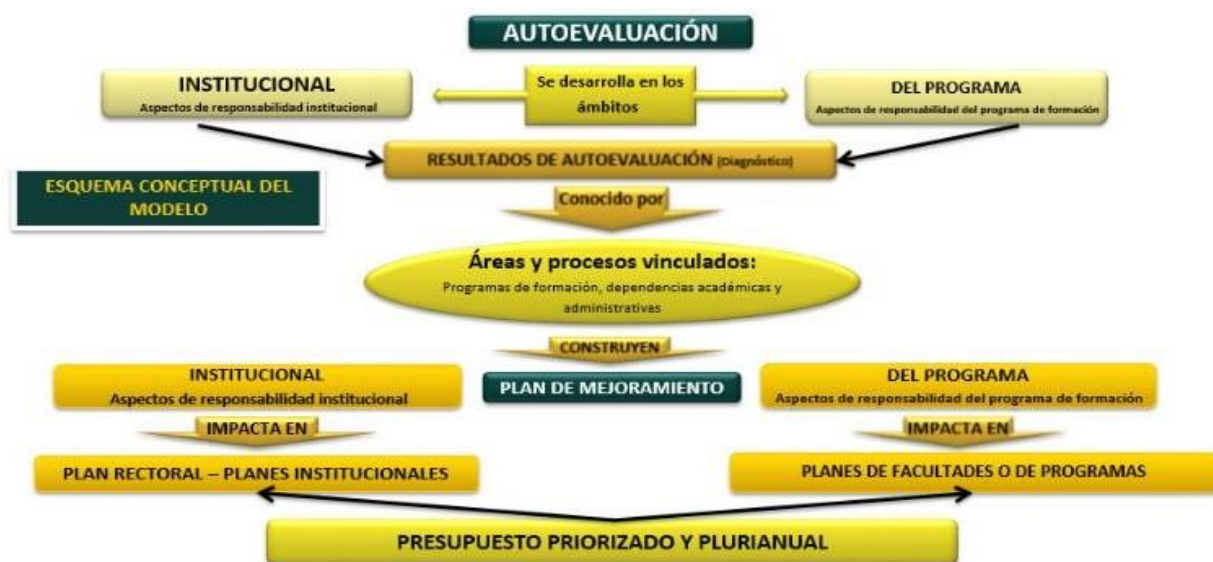 AUTOEVALUACIÓN
INSTITUCIONAL
Aspectos de responsabilidad institucional
Se desarrolla en los
ámbitos
DEL PROGRAMA
Aspectos de responsabilidad del programa de formación
RESULTADOS DE AUTOEVALUACIÓN (Diagnóstico)
ESQUEMA CONCEPTUAL DEL
MODELO
Conocido por
Áreas y procesos vinculados:
Programas de formación, dependencias académicas y
administrativas
CONSTRUYEN
INSTITUCIONAL
Aspectos de responsabilidad institucional
PLAN DE MEJORAMIENTO
DEL PROGRAMA
Aspectos de responsabilidad del programa de formación
IMPACTA EN
IMPACTA EN
PLAN RECTORAL – PLANES INSTITUCIONALES
PLANES DE FACULTADES O DE PROGRAMAS
PRESUPUESTO PRIORIZADO Y PLURIANUAL